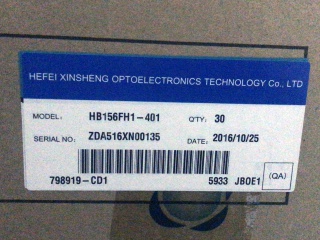 HEFEI XINSHENG OPTOELECTRONICS TECHNOLOGY Co., LTD
MODEL: HB156FH1-401 QTY: 30
SERIAL NO: ZDA516XN00135 DATE: 2016/10/25
798919-CD1 5933 JBOE1 (QA)